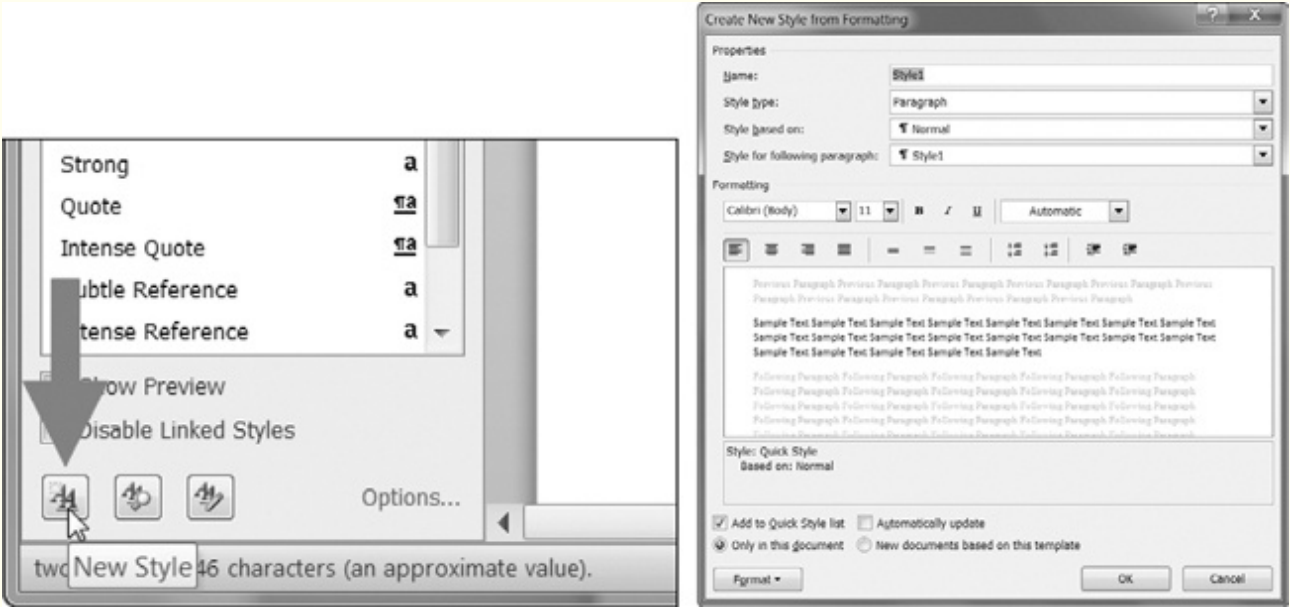 Strong a
Quote ¶a
Intense Quote ¶a
ubtle Reference a
tense Reference a
how Preview
Disable Linked Styles
Options...
New Style
two 46 characters (an approximate value).
Create New Style from Formatting
Properties
Name: Style1
Style type: Paragraph
Style based on: ¶ Normal
Style for following paragraph: ¶ Style1
Formatting
Calibri (Body) 11 B I U Automatic
Previous Paragraph Previous Paragraph Previous Paragraph Previous Paragraph Previous
Paragraph Previous Paragraph Previous Paragraph Previous Paragraph Previous Paragraph
Sample Text Sample Text Sample Text Sample Text Sample Text Sample Text Sample Text Sample Text
Sample Text Sample Text Sample Text Sample Text Sample Text Sample Text Sample Text Sample Text
Sample Text Sample Text Sample Text Sample Text Sample Text
Following Paragraph Following Paragraph Following Paragraph Following Paragraph
Following Paragraph Following Paragraph Following Paragraph Following Paragraph
Following Paragraph Following Paragraph Following Paragraph Following Paragraph
Following Paragraph Following Paragraph Following Paragraph Following Paragraph
Following Paragraph Following Paragraph Following Paragraph Following Paragraph
Style: Quick Style
Based on: Normal
Add to Quick Style list Automatically update
Only in this document New documents based on this template
Format OK Cancel